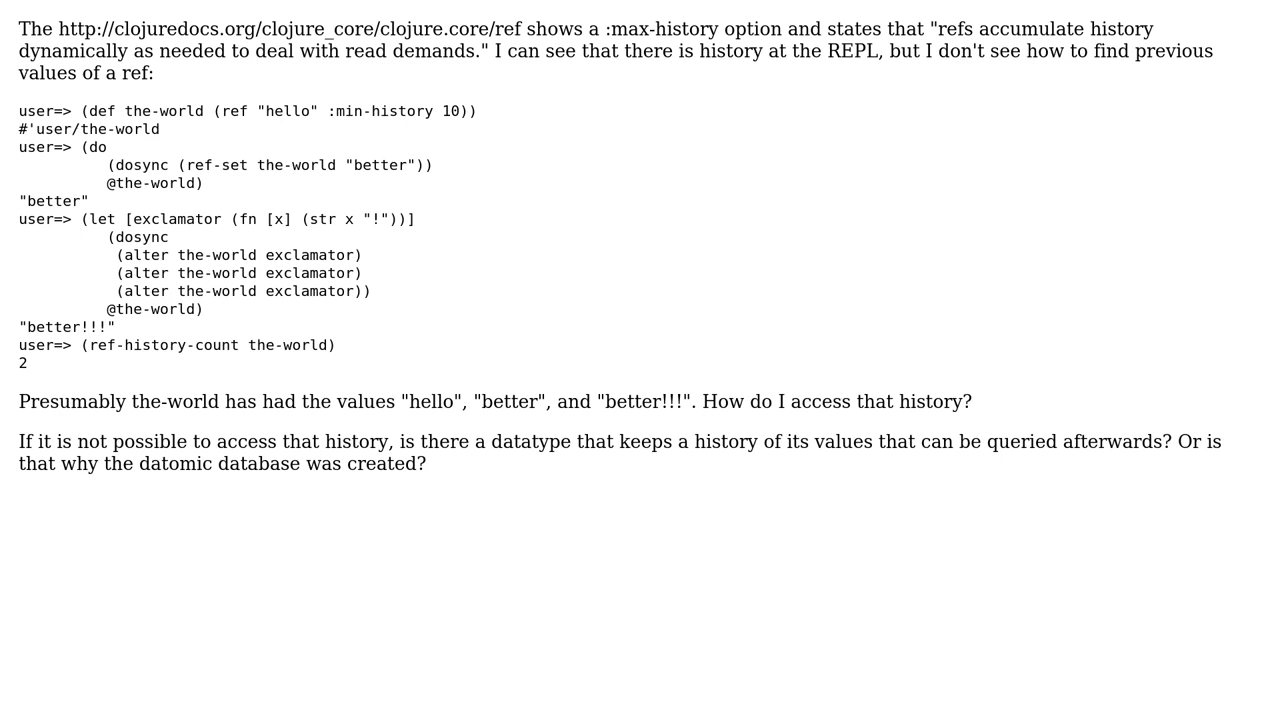 The http://clojuredocs.org/clojure_core/clojure.core/ref shows a :max-history option and states that "refs accumulate history
dynamically as needed to deal with read demands." I can see that there is history at the REPL, but I don't see how to find previous
values of a ref:
user=> (def the-world (ref "hello" :min-history 10))
#'user/the-world
user=> (do
          (dosync (ref-set the-world "better"))
          @the-world)
"better"
user=> (let [exclamator (fn [x] (str x "!"))]
          (dosync
           (alter the-world exclamator)
           (alter the-world exclamator)
           (alter the-world exclamator))
          @the-world)
"better!!!"
user=> (ref-history-count the-world)
2
Presumably the-world has had the values "hello", "better", and "better!!!". How do I access that history?
If it is not possible to access that history, is there a datatype that keeps a history of its values that can be queried afterwards? Or is
that why the datomic database was created?